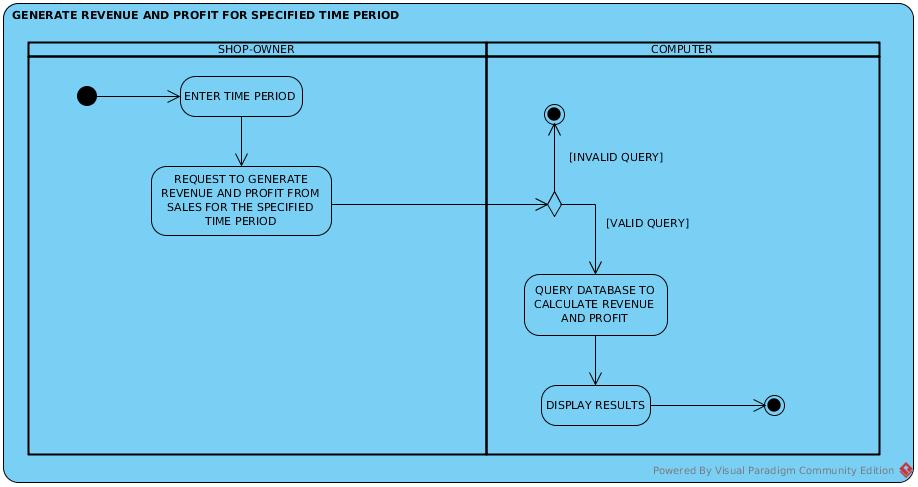 GENERATE REVENUE AND PROFIT FOR SPECIFIED TIME PERIOD
SHOP-OWNER
COMPUTER
ENTER TIME PERIOD
REQUEST TO GENERATE
REVENUE AND PROFIT FROM
SALES FOR THE SPECIFIED
TIME PERIOD
[INVALID QUERY]
[VALID QUERY]
QUERY DATABASE TO
CALCULATE REVENUE
AND PROFIT
DISPLAY RESULTS
Powered By Visual Paradigm Community Edition